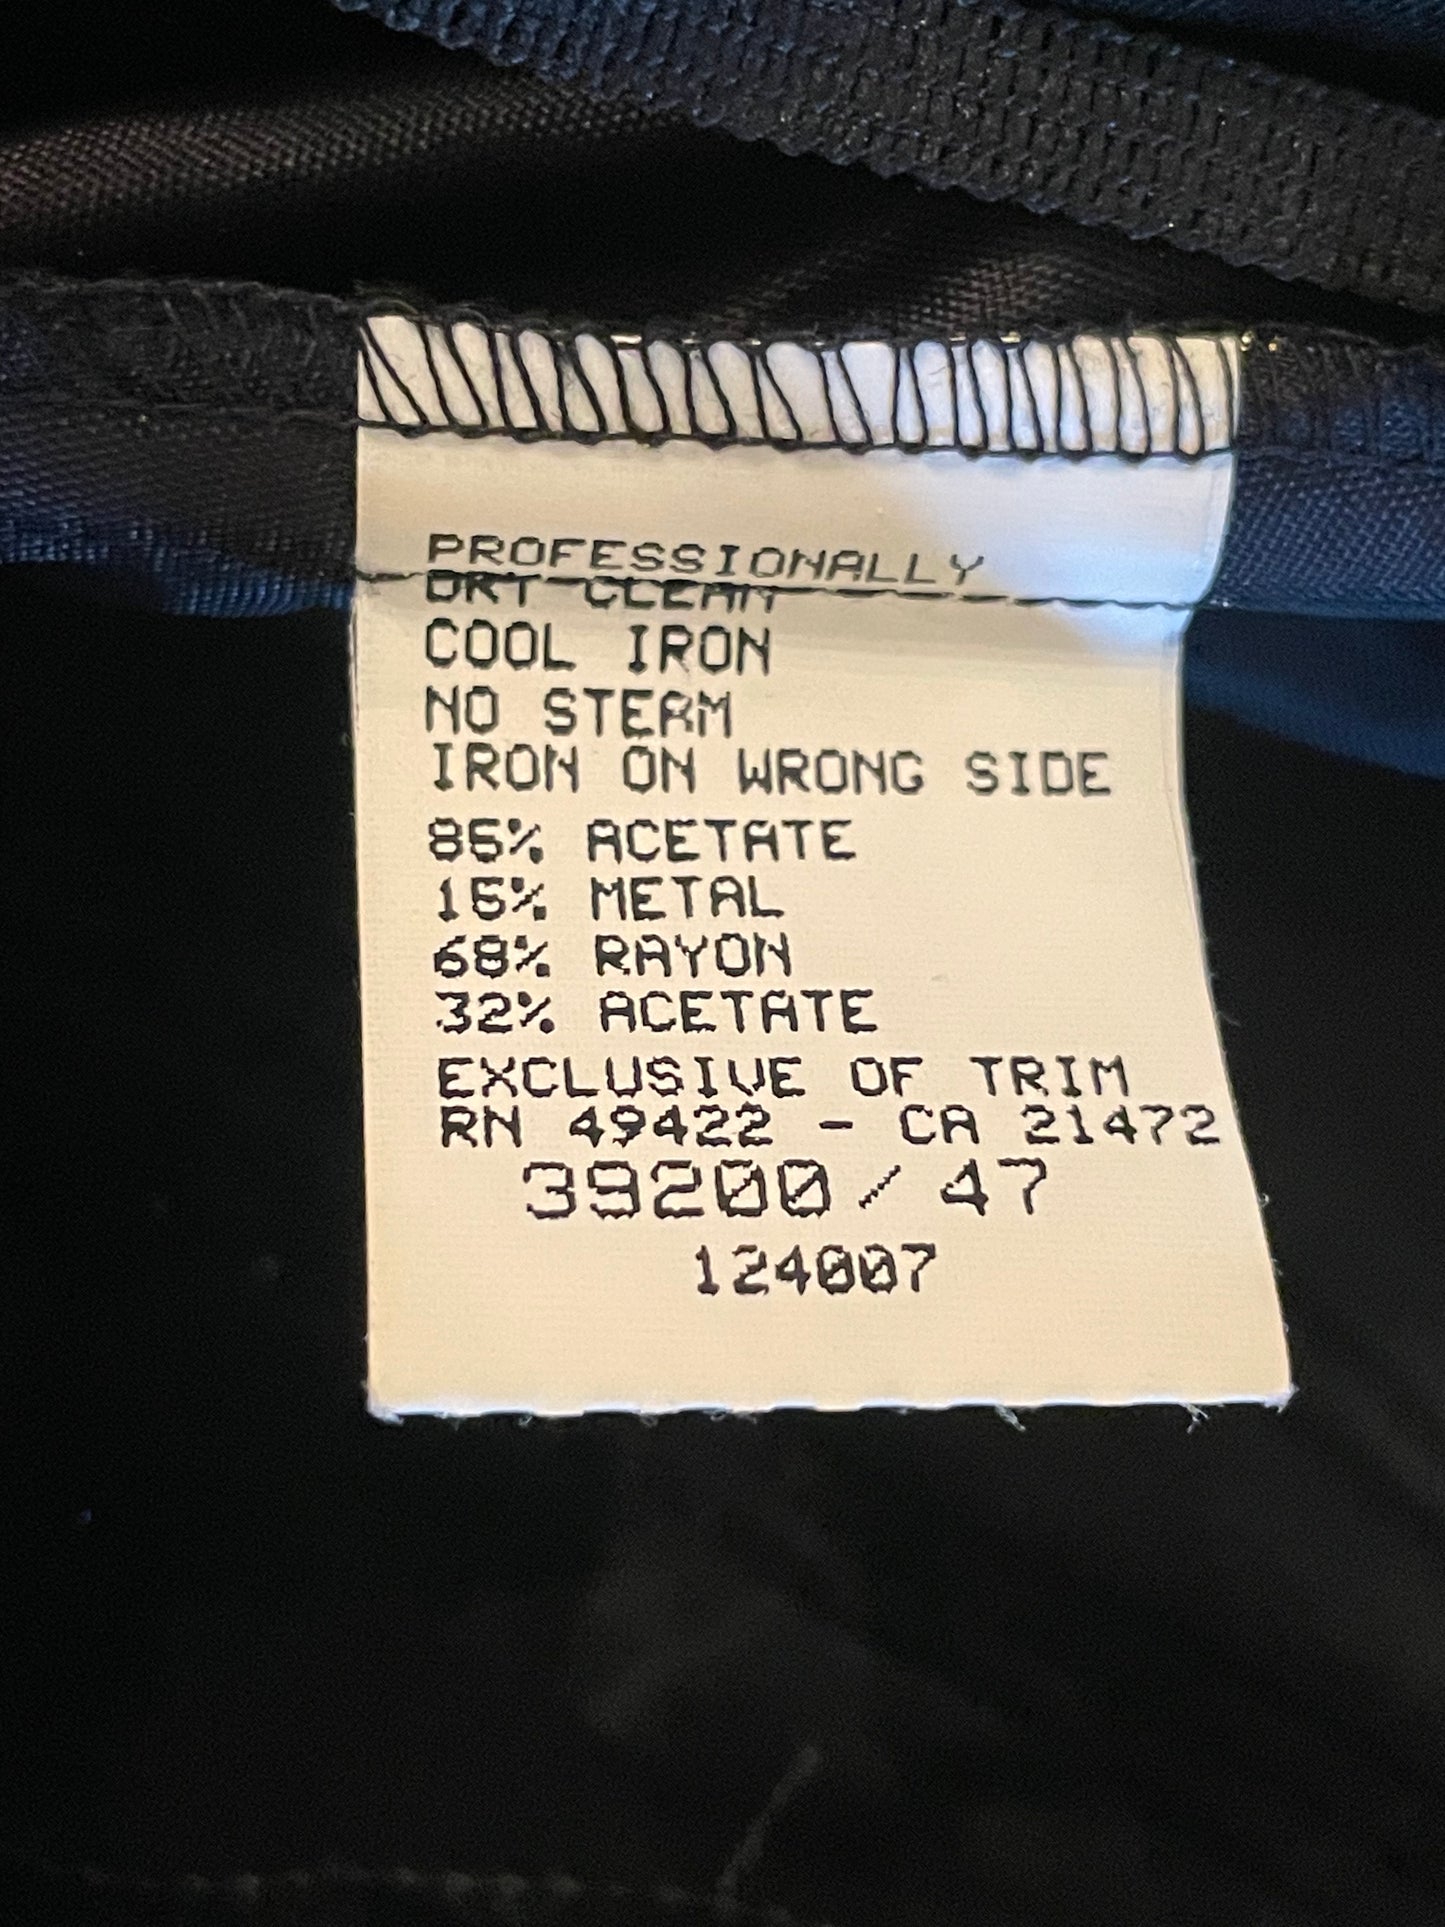 PROFESSIONALLY
DRY CLEAN
COOL IRON
NO STEAM
IRON ON WRONG SIDE
85% ACETATE
15% METAL
68% RAYON
32% ACETATE
EXCLUSIVE OF TRIM
RN 49422 - CA 21472
39200/47
124007